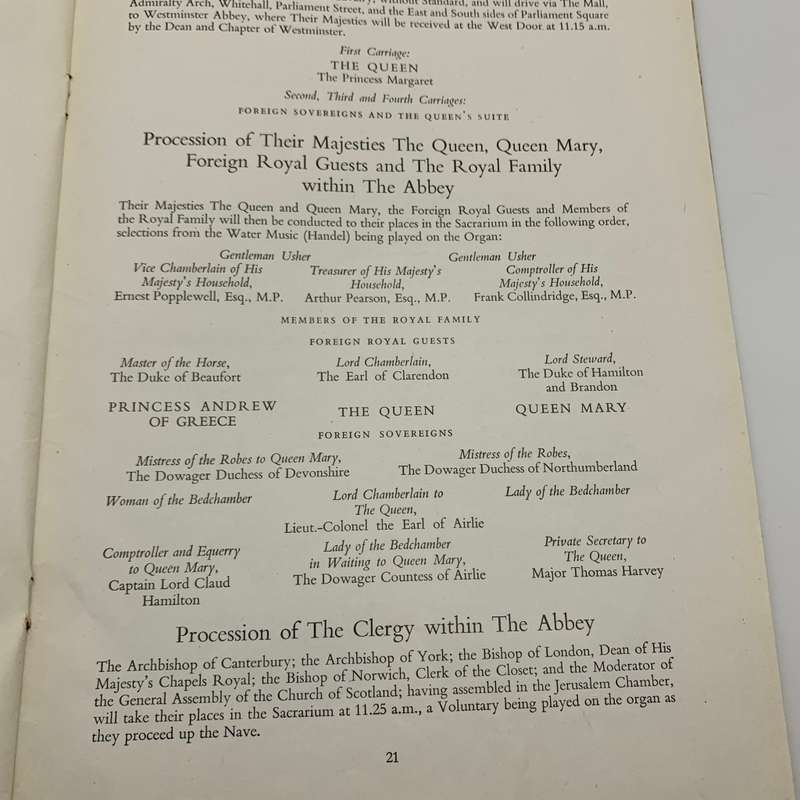 without Standard, and will drive via The Mall,
Admiralty Arch, Whitehall, Parliament Street, and the East and South sides of Parliament Square
to Westminster Abbey, where Their Majesties will be received at the West Door at 11.15 a.m.
by the Dean and Chapter of Westminster.
First Carriage:
THE QUEEN
The Princess Margaret
Second, Third and Fourth Carriages:
FOREIGN SOVEREIGNS AND THE QUEEN'S SUITE
Procession of Their Majesties The Queen, Queen Mary,
Foreign Royal Guests and The Royal Family
within The Abbey
Their Majesties The Queen and Queen Mary, the Foreign Royal Guests and Members of
the Royal Family will then be conducted to their places in the Sacrarium in the following order,
selections from the Water Music (Handel) being played on the Organ:
Gentleman Usher Gentleman Usher
Vice Chamberlain of His Treasurer of His Majesty's Comptroller of His
Majesty's Household, Household, Majesty's Household,
Ernest Popplewell, Esq., M.P. Arthur Pearson, Esq., M.P. Frank Collindridge, Esq., M.P.
MEMBERS OF THE ROYAL FAMILY
FOREIGN ROYAL GUESTS
Master of the Horse, Lord Chamberlain, Lord Steward,
The Duke of Beaufort The Earl of Clarendon The Duke of Hamilton
and Brandon
PRINCESS ANDREW THE QUEEN QUEEN MARY
OF GREECE
FOREIGN SOVEREIGNS
Mistress of the Robes to Queen Mary, Mistress of the Robes,
The Dowager Duchess of Devonshire The Dowager Duchess of Northumberland
Woman of the Bedchamber Lord Chamberlain to Lady of the Bedchamber
The Queen,
Lieut.-Colonel the Earl of Airlie
Comptroller and Equerry Lady of the Bedchamber Private Secretary to
to Queen Mary, in Waiting to Queen Mary, The Queen,
Captain Lord Claud The Dowager Countess of Airlie Major Thomas Harvey
Hamilton
Procession of The Clergy within The Abbey
The Archbishop of Canterbury; the Archbishop of York; the Bishop of London, Dean of His
Majesty's Chapels Royal; the Bishop of Norwich, Clerk of the Closet; and the Moderator of
the General Assembly of the Church of Scotland; having assembled in the Jerusalem Chamber,
will take their places in the Sacrarium at 11.25 a.m., a Voluntary being played on the organ as
they proceed up the Nave.
21